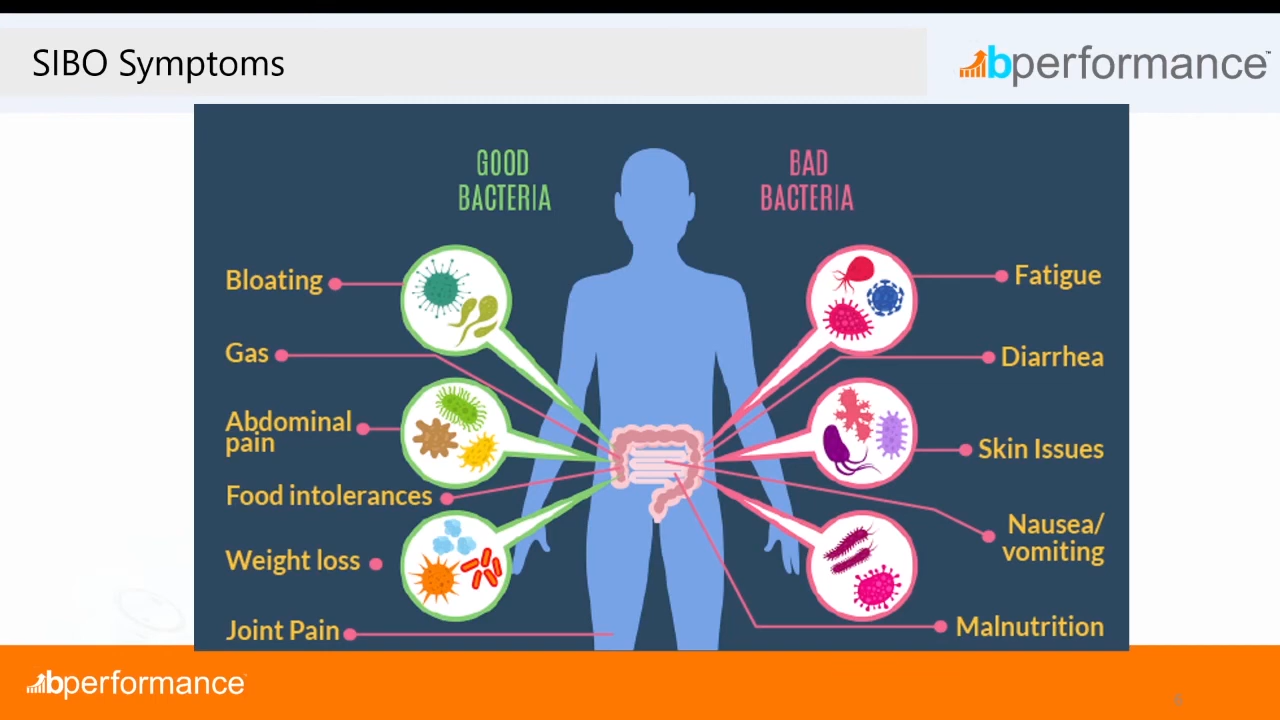 SIBO Symptoms
bperformance™
GOOD
BACTERIA
BAD
BACTERIA
Bloating
Gas
Abdominal
pain
Food intolerances
Weight loss
Joint Pain
Fatigue
Diarrhea
Skin Issues
Nausea/
vomiting
Malnutrition
bperformance